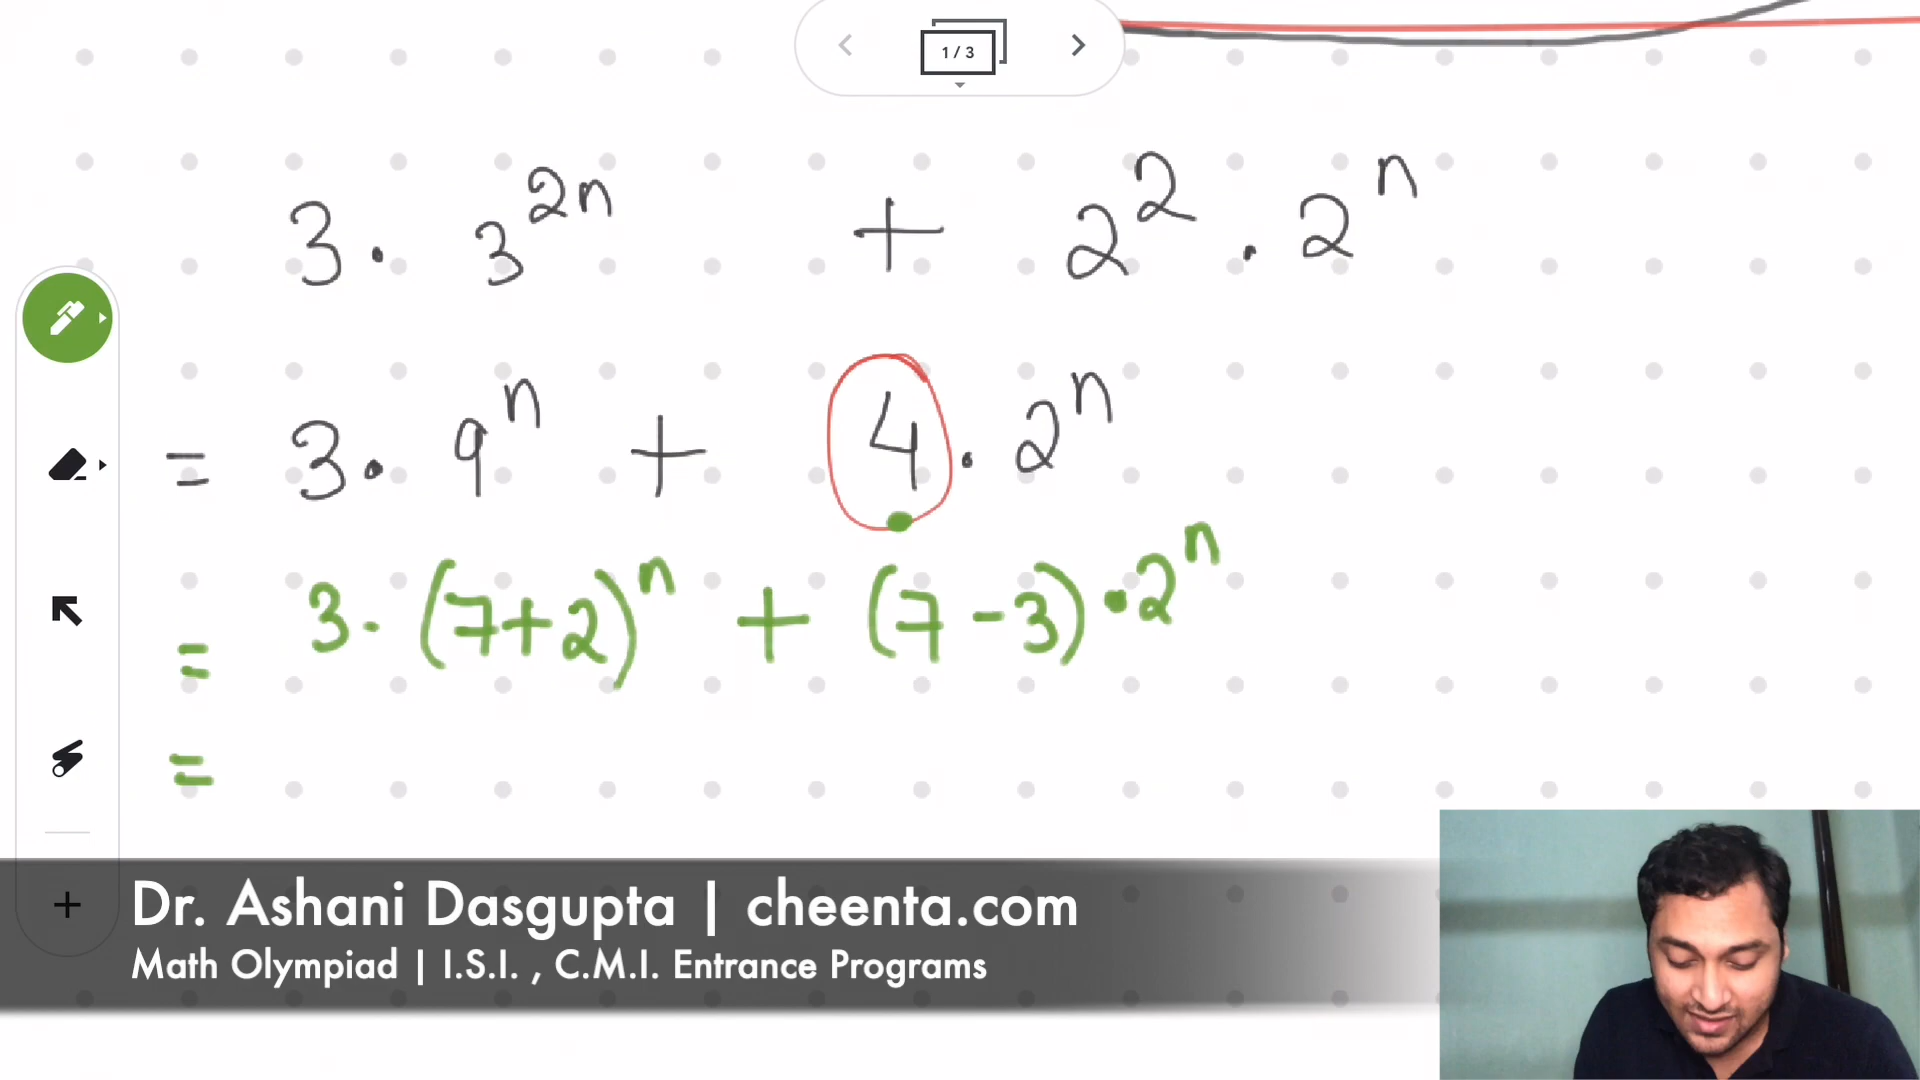 1 / 3
3 · 3^{2n} + 2^2 · 2^n
= 3 · 9^n + 4 · 2^n
= 3 · (7+2)^n + (7-3) · 2^n
=
Dr. Ashani Dasgupta | cheenta.com
Math Olympiad | I.S.I. , C.M.I. Entrance Programs